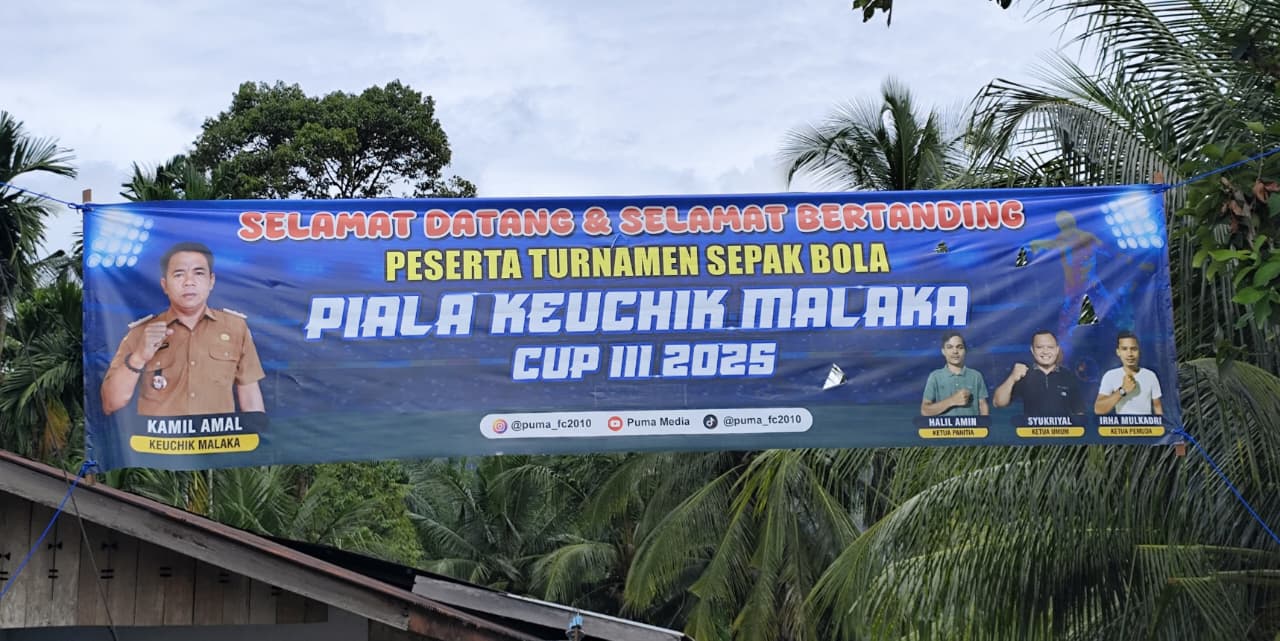 SELAMAT DATANG & SELAMAT BERTANDING
PESERTA TURNAMEN SEPAK BOLA
PIALA KEUCHIK MALAKA
CUP III 2025
KAMIL AMAL
KEUCHIK MALAKA
@puma_fc2010 Puma Media @puma_fc2010
HALIL AMIN
KETUA PANITIA
SYUKRIYAL
KETUA UMUM
IRHA MULKADRI
KETUA PEMUDA